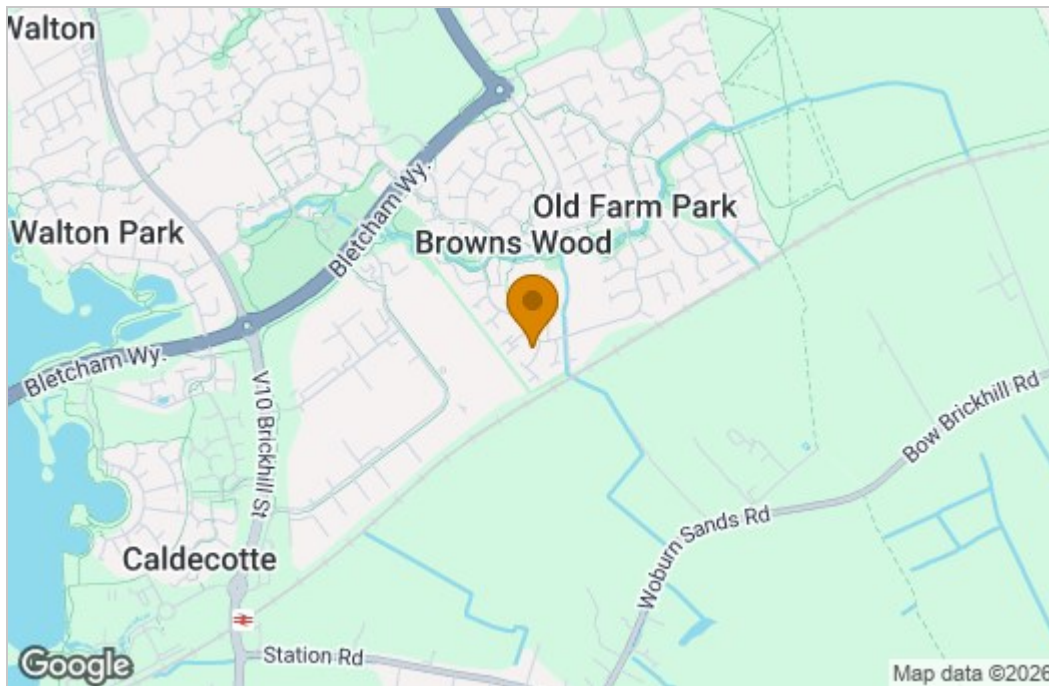 Walton
Bletcham Wy.
Old Farm Park
Walton Park
Browns Wood
Bletcham Wy.
V10 Brickhill St
Bow Brickhill Rd
Woburn Sands Rd
Caldecotte
Station Rd
Google
Map data ©2026